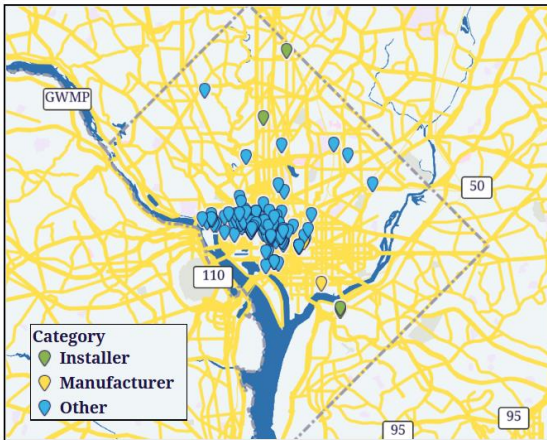 GWMP
50
110
Category
Installer
Manufacturer
Other
95
95